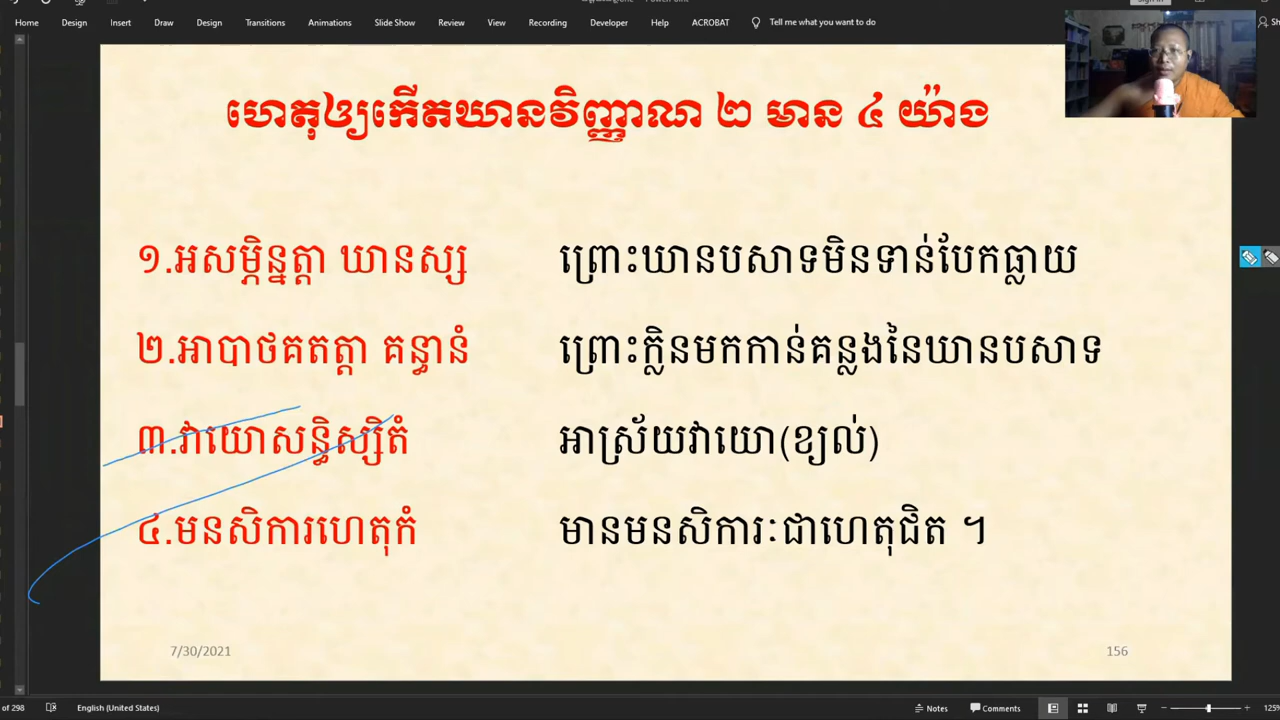 Home Design Insert Draw Design Transitions Animations Slide Show Review View Recording Developer Help ACROBAT Tell me what you want to do
ហេតុឲ្យកើតឃានវិញ្ញាណ ២ មាន ៤ យ៉ាង
១.អសម្ភិន្នត្តា ឃានស្ស ព្រោះឃានបសាទមិនទាន់បែកធ្លាយ
២.អាបាថគតត្តា គន្ធានំ ព្រោះក្លិនមកកាន់គន្លងនៃឃានបសាទ
៣.វាយោសន្និស្សិតំ អាស្រ័យវាយោ(ខ្យល់)
៤.មនសិការហេតុកំ មានមនសិការៈជាហេតុជិត ។
7/30/2021 156
of 298 English (United States) Notes Comments 125%